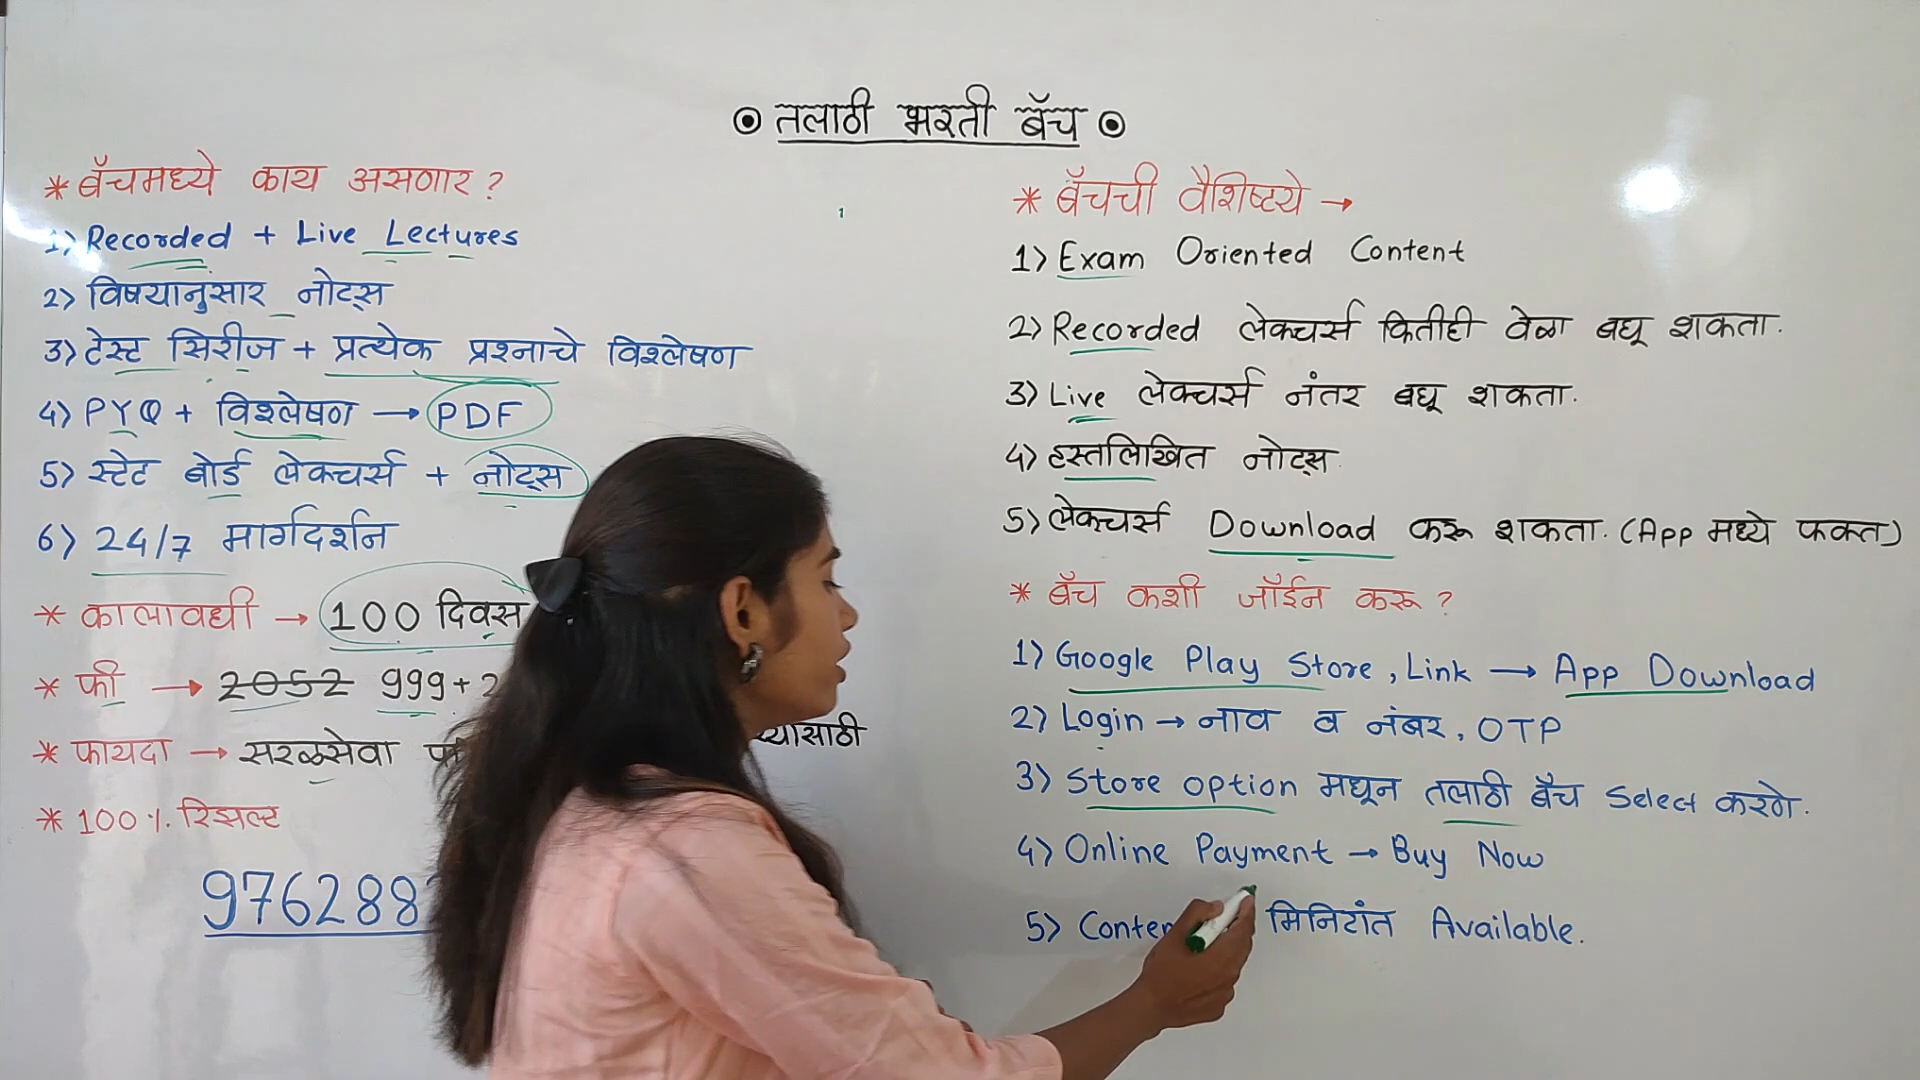 तलाठी भरती बॅच
* बॅचमध्ये काय असणार?
1) Recorded + Live Lectures
2) विषयानुसार नोट्स
3) टेस्ट सिरीज + प्रत्येक प्रश्नाचे विश्लेषण
4) PYQ + विश्लेषण → PDF
5) स्टेट बोर्ड लेक्चर्स + नोट्स
6) 24/7 मार्गदर्शन
* कालावधी → 100 दिवस
* फी → 2052 999 + 2
* फायदा → सरळसेवा
* 100 %. रिझल्ट
976288
* बॅचची वैशिष्ट्ये →
1) Exam Oriented Content
2) Recorded लेक्चर्स कितीही वेळा बघू शकता.
3) Live लेक्चर्स नंतर बघू शकता.
4) हस्तलिखित नोट्स.
5) लेक्चर्स Download करू शकता. (App मध्ये फक्त)
* बॅच कशी जॉईन करू?
1) Google Play Store, Link → App Download
2) Login → नाव व नंबर, OTP
3) Store option मधून तलाठी बॅच Select करणे.
4) Online Payment → Buy Now
5) मिनिटांत Available.